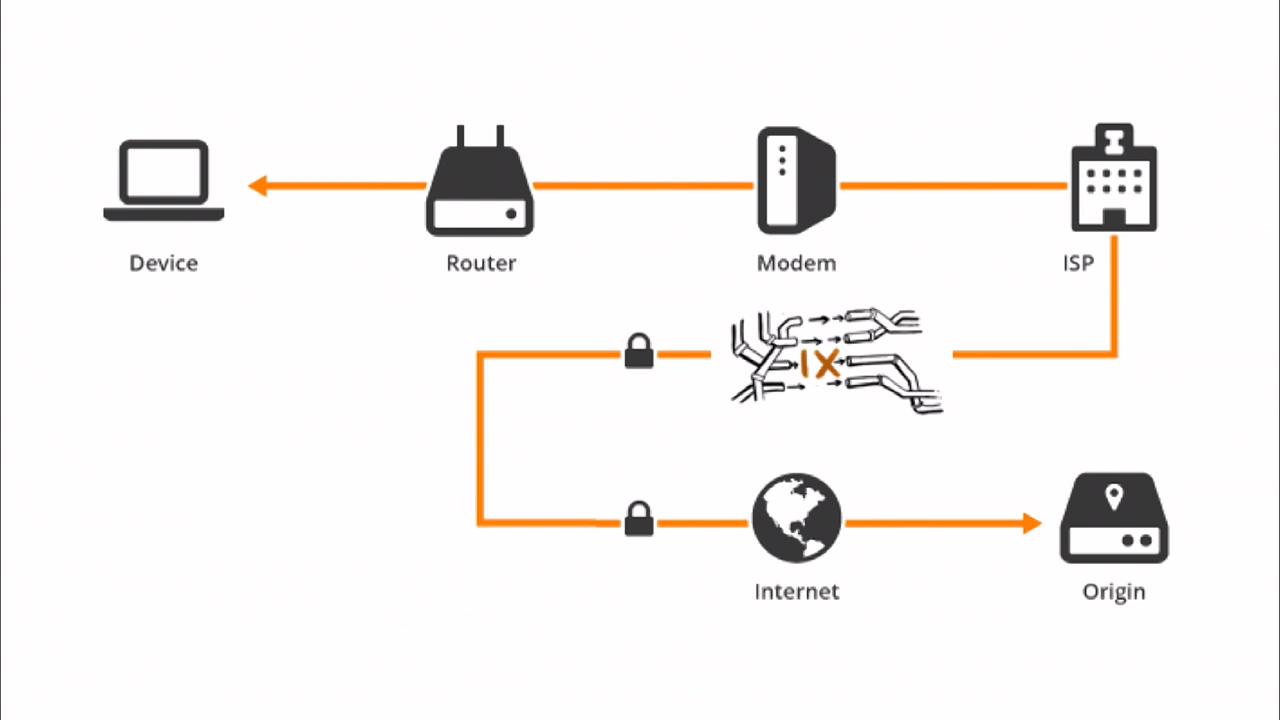 Device
Router
Modem
ISP
IX
Internet
Origin